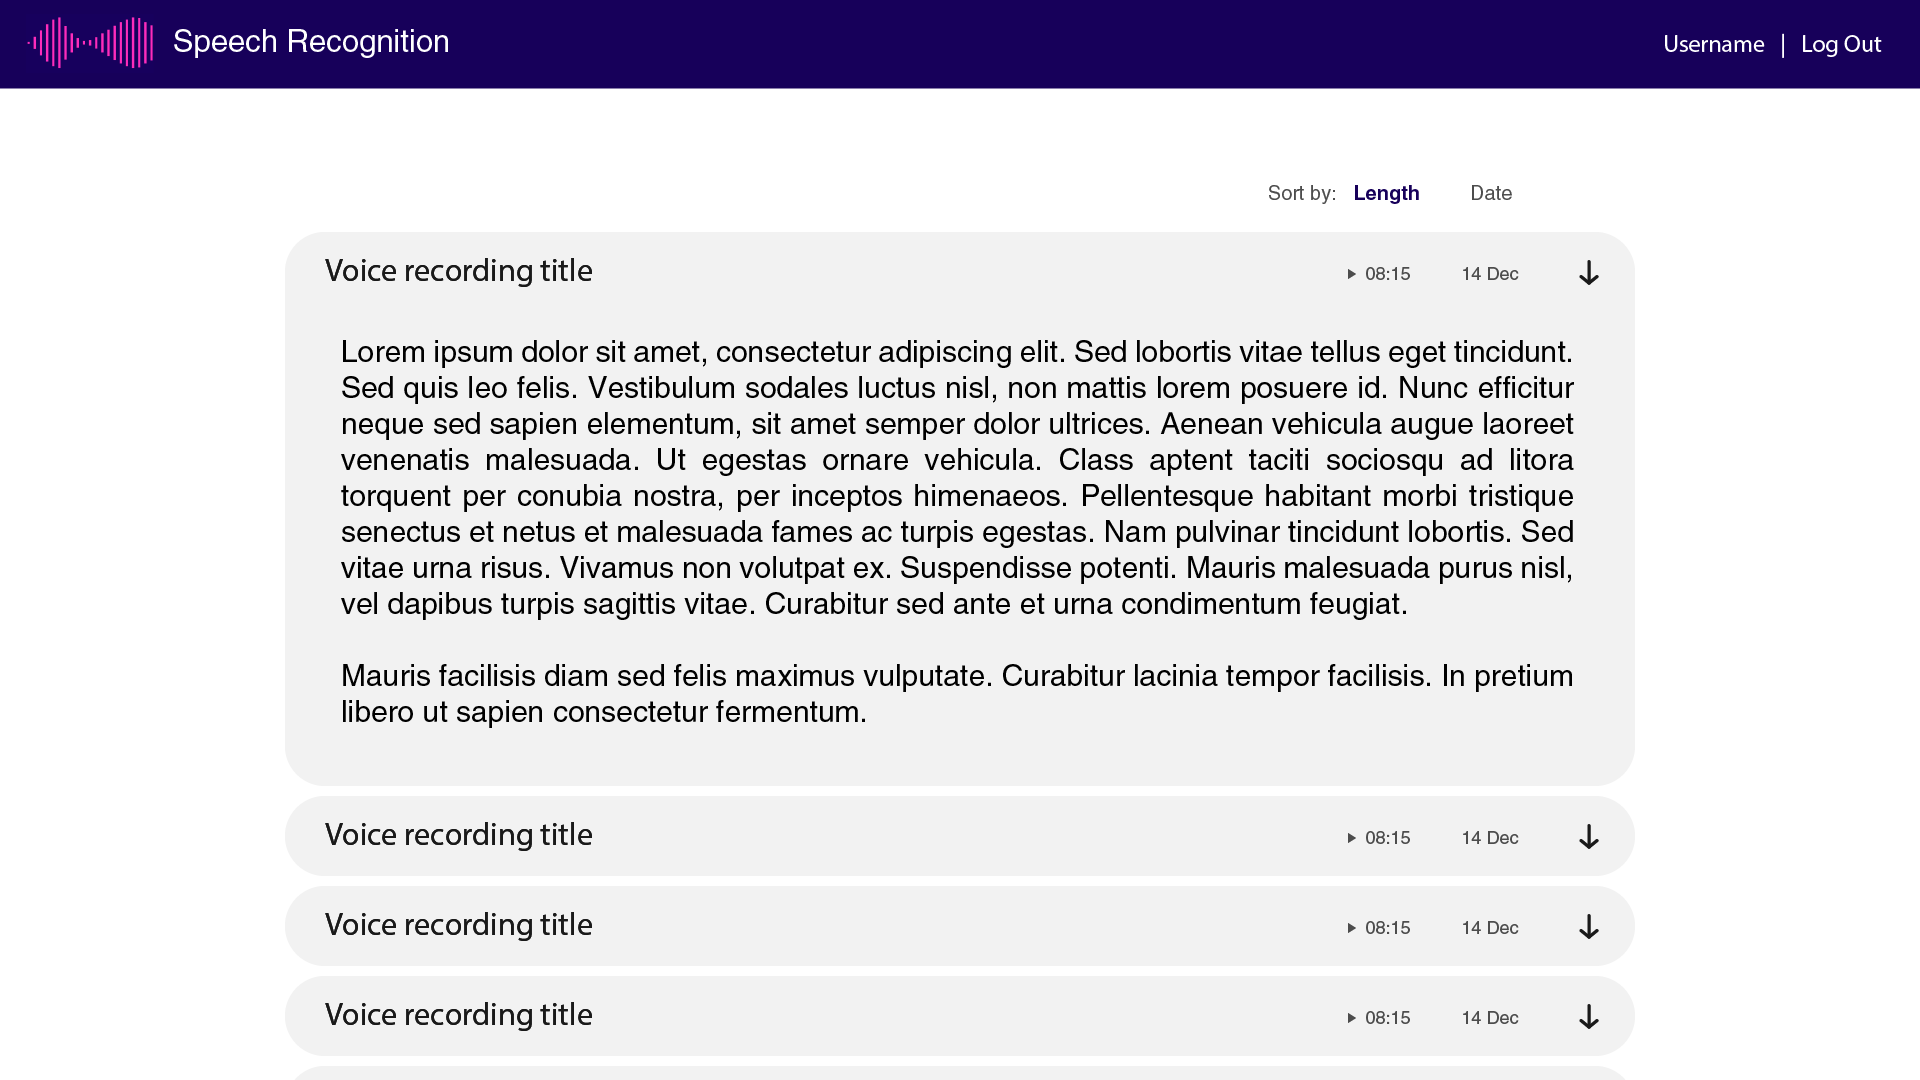 Speech Recognition
Username | Log Out
Sort by: Length Date
Voice recording title 08:15 14 Dec
Lorem ipsum dolor sit amet, consectetur adipiscing elit. Sed lobortis vitae tellus eget tincidunt.
Sed quis leo felis. Vestibulum sodales luctus nisl, non mattis lorem posuere id. Nunc efficitur
neque sed sapien elementum, sit amet semper dolor ultrices. Aenean vehicula augue laoreet
venenatis malesuada. Ut egestas ornare vehicula. Class aptent taciti sociosqu ad litora
torquent per conubia nostra, per inceptos himenaeos. Pellentesque habitant morbi tristique
senectus et netus et malesuada fames ac turpis egestas. Nam pulvinar tincidunt lobortis. Sed
vitae urna risus. Vivamus non volutpat ex. Suspendisse potenti. Mauris malesuada purus nisl,
vel dapibus turpis sagittis vitae. Curabitur sed ante et urna condimentum feugiat.
Mauris facilisis diam sed felis maximus vulputate. Curabitur lacinia tempor facilisis. In pretium
libero ut sapien consectetur fermentum.
Voice recording title 08:15 14 Dec
Voice recording title 08:15 14 Dec
Voice recording title 08:15 14 Dec